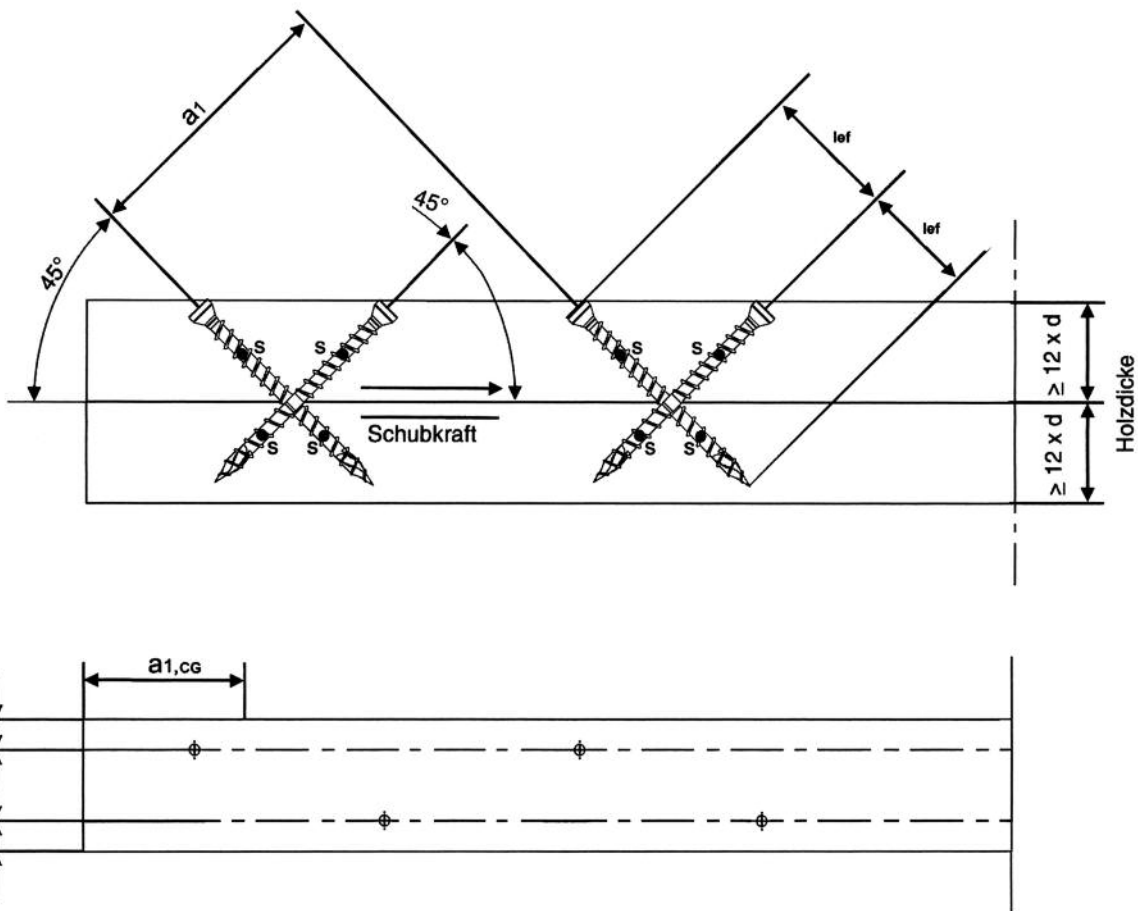 a1
45°
45°
lef
lef
S
S
S
S
S
S
S
S
Schubkraft
≥ 12 x d
≥ 12 x d
Holzdicke
a1,CG